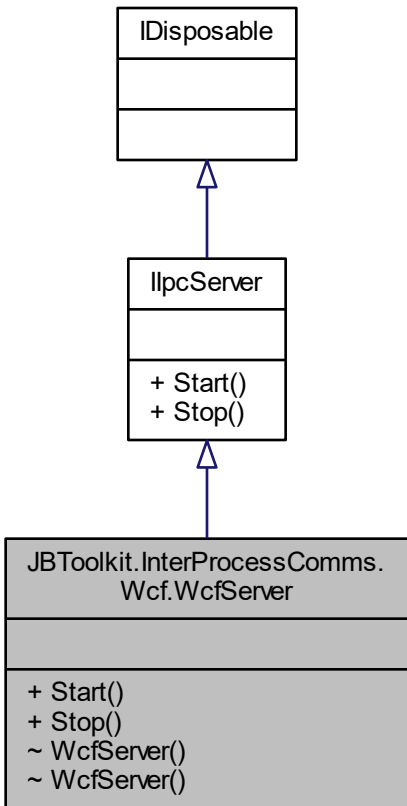 IDisposable
IIpcServer
+ Start()
+ Stop()
JBToolkit.InterProcessComms.
Wcf.WcfServer
+ Start()
+ Stop()
~ WcfServer()
~ WcfServer()